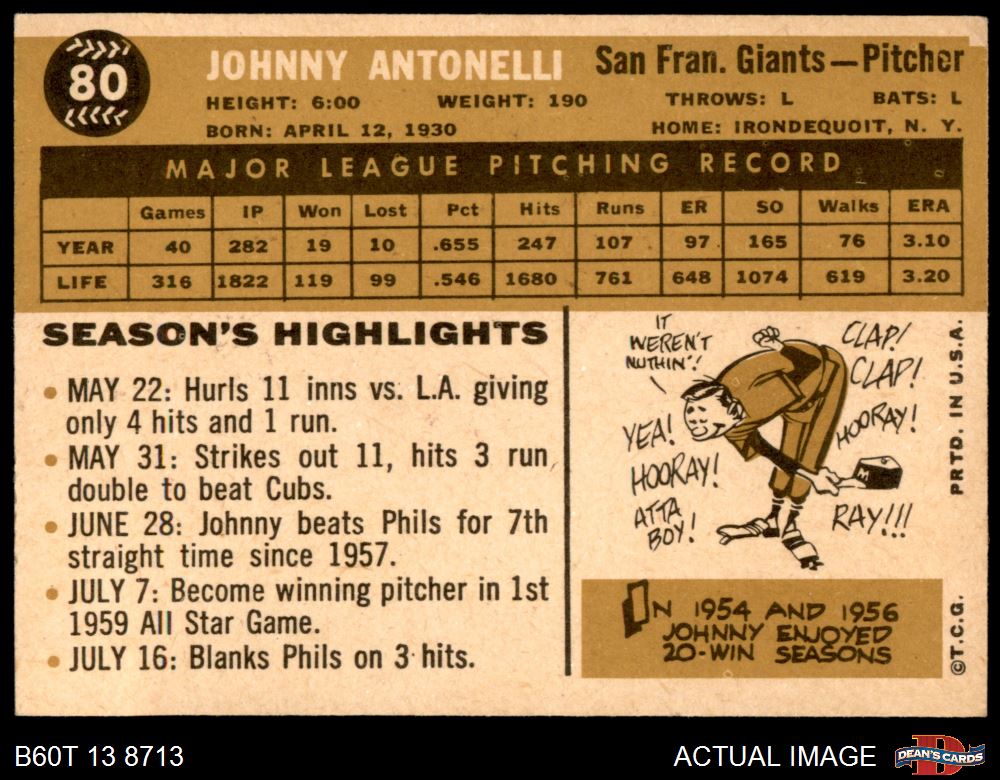 80
JOHNNY ANTONELLI San Fran. Giants—Pitcher
HEIGHT: 6:00 WEIGHT: 190 THROWS: L BATS: L
BORN: APRIL 12, 1930 HOME: IRONDEQUOIT, N. Y.
MAJOR LEAGUE PITCHING RECORD
Games IP Won Lost Pct Hits Runs ER SO Walks ERA
YEAR 40 282 19 10 .655 247 107 97 165 76 3.10
LIFE 316 1822 119 99 .546 1680 761 648 1074 619 3.20
SEASON'S HIGHLIGHTS
• MAY 22: Hurls 11 inns vs. L.A. giving
only 4 hits and 1 run.
• MAY 31: Strikes out 11, hits 3 run
double to beat Cubs.
• JUNE 28: Johnny beats Phils for 7th
straight time since 1957.
• JULY 7: Become winning pitcher in 1st
1959 All Star Game.
• JULY 16: Blanks Phils on 3 hits.
IT
WEREN'T
NUTHIN'!
YEA!
HOORAY!
ATTA
BOY!
CLAP!
CLAP!
HOORAY!
RAY!!!
IN 1954 AND 1956
JOHNNY ENJOYED
20-WIN SEASONS
©T.C.G. PRTD. IN U.S.A.
B60T 13 8713
ACTUAL IMAGE
D
DEAN'S CARDS